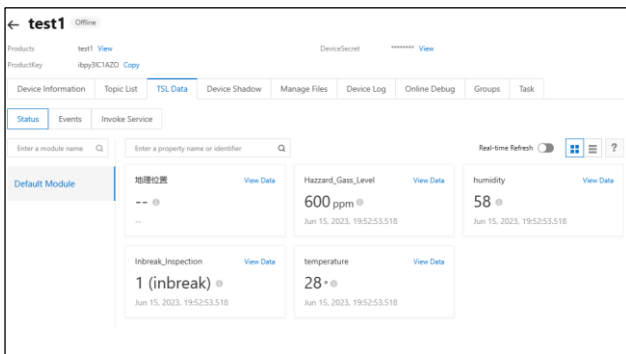 ← test1 Offline
Products test1 View DeviceSecret ******** View
ProductKey ibpy3IC1AZO Copy
Device Information Topic List TSL Data Device Shadow Manage Files Device Log Online Debug Groups Task
Status Events Invoke Service
Enter a module name Enter a property name or identifier Real-time Refresh ?
Default Module
地理位置 View Data Hazzard_Gass_Level View Data humidity View Data
-- 600 ppm 58
-- Jun 15, 2023, 19:52:53.518 Jun 15, 2023, 19:52:53.518
Inbreak_Inspection View Data temperature View Data
1 (inbreak) 28 °
Jun 15, 2023, 19:52:53.518 Jun 15, 2023, 19:52:53.518